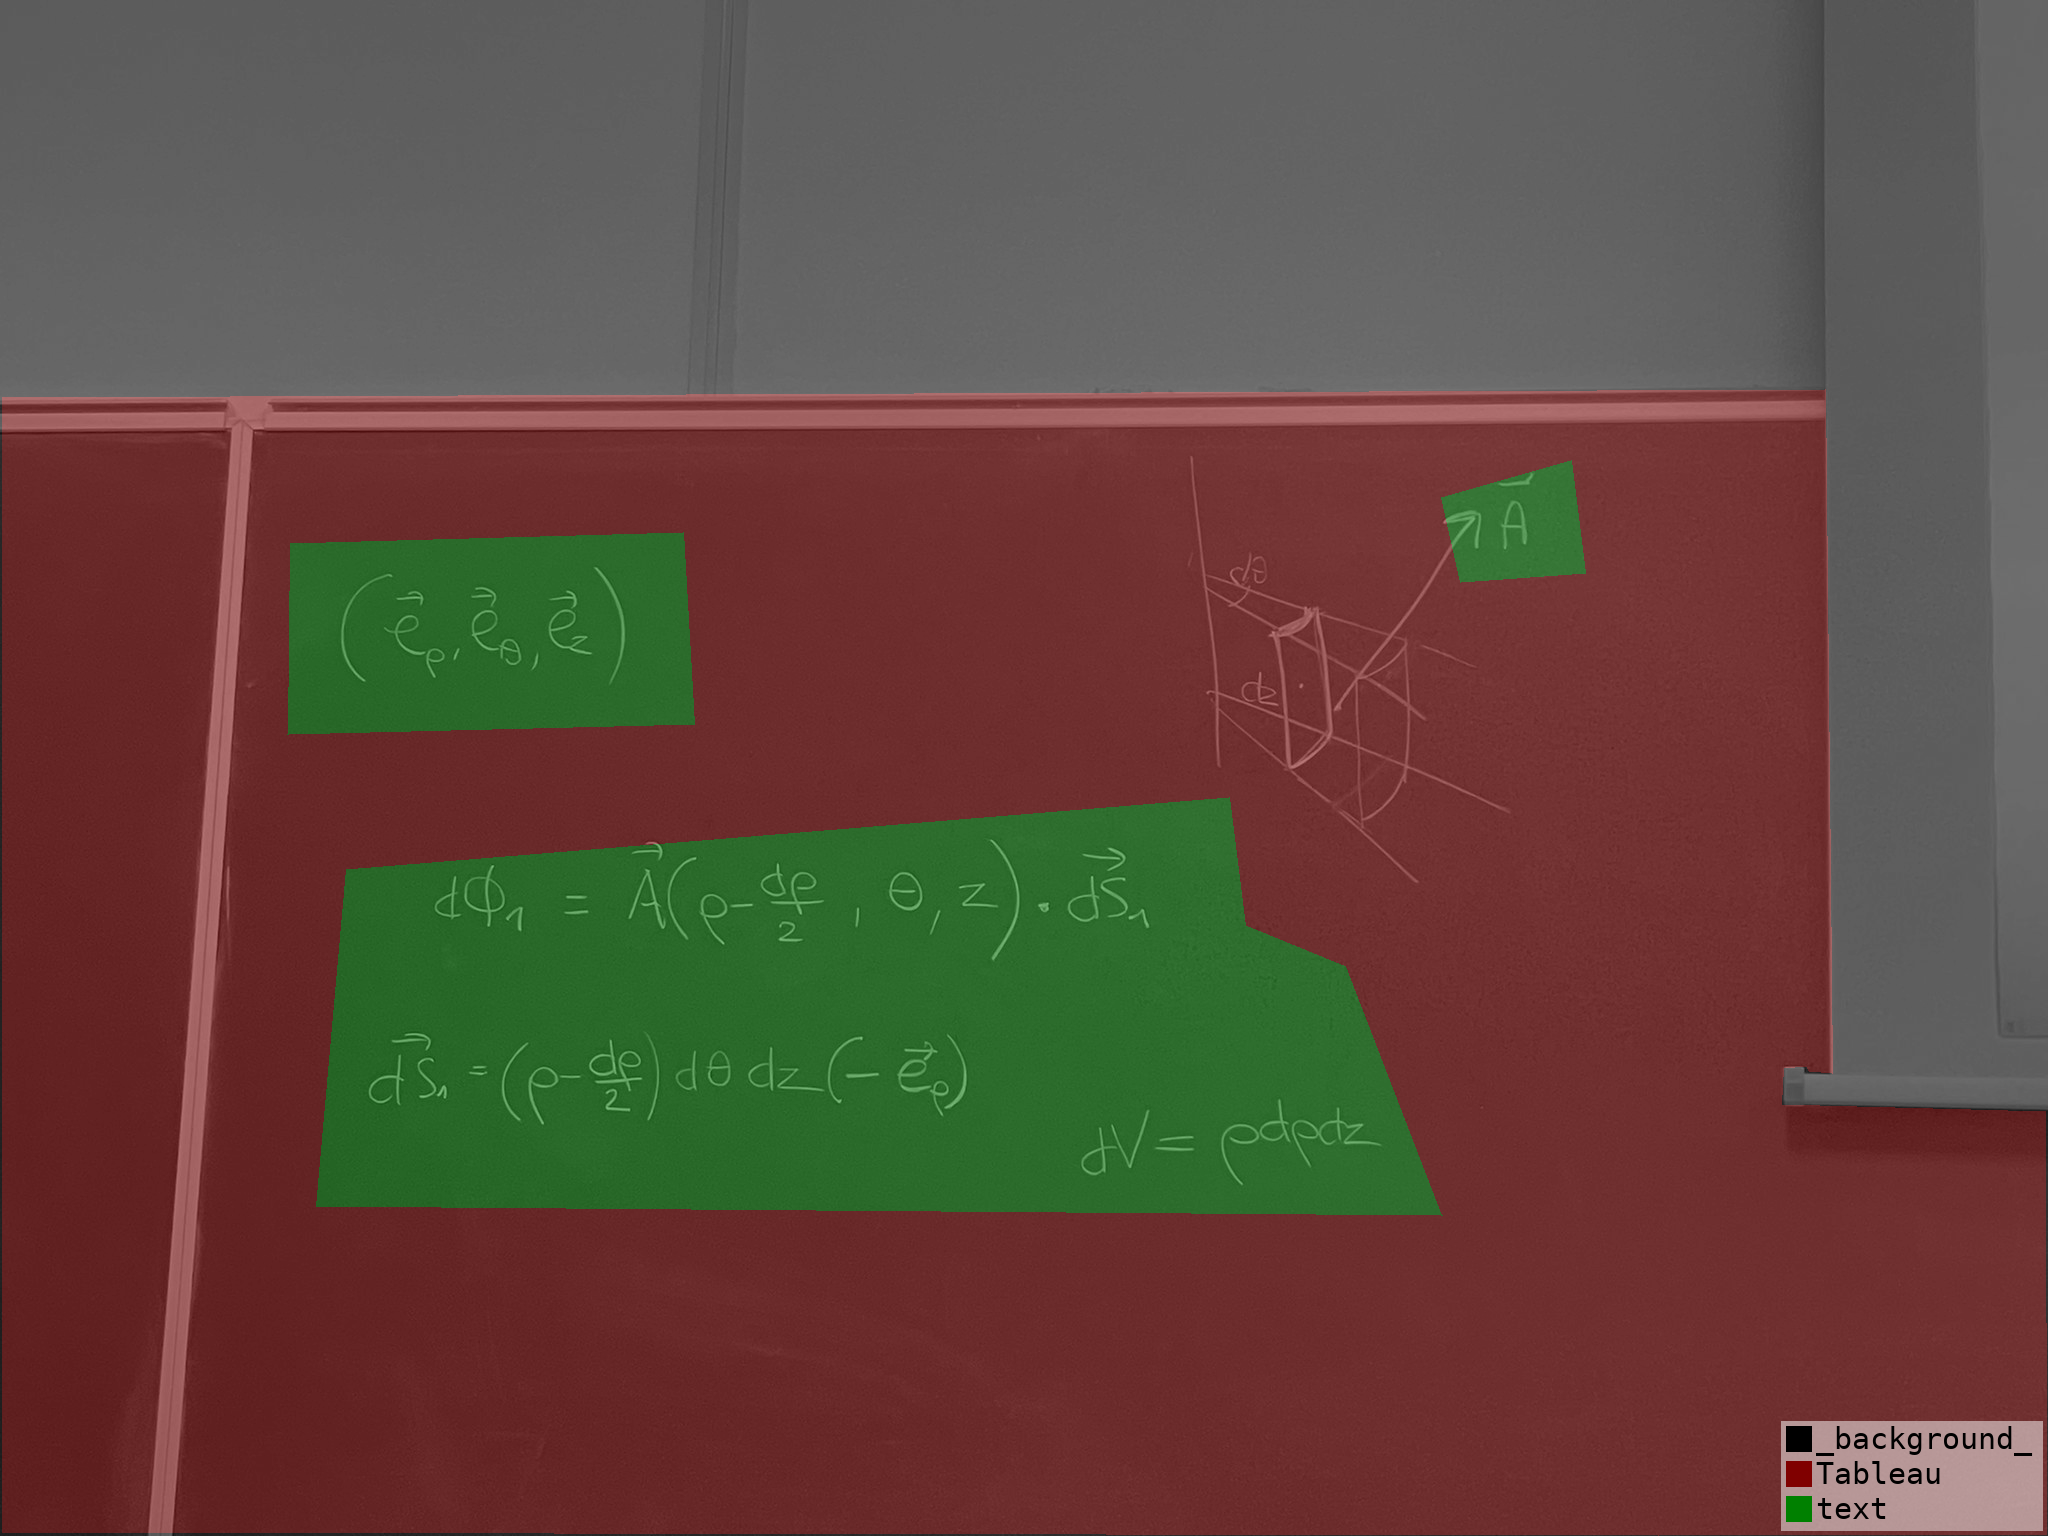 (e⃗ρ, e⃗θ, e⃗z)
A⃗
dθ
dz
dΦ₁ = A⃗(ρ-dρ/2, θ, z) · dS⃗₁
dS⃗₁ = (ρ-dρ/2) dθ dz (-e⃗ρ)
dV = ρdρdz
_background_
Tableau
text